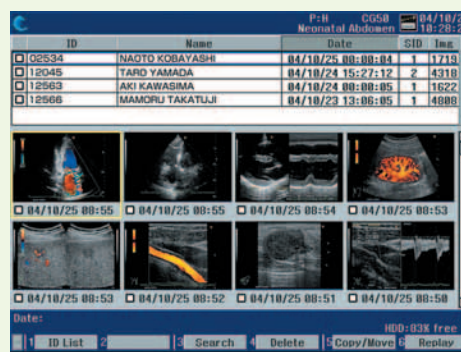 P:H CG50 04/10/2
Neonatal Abdomen 10:28:2
ID Name Date SID Img
02534 NAOTO KOBAYASHI 04/10/25 00:00:04 1 1719
12045 TARO YAMADA 04/10/24 15:27:12 2 4318
12563 AKI KAWASIMA 04/10/24 00:00:05 1 1622
12566 MAMORU TAKATUJI 04/10/23 13:06:05 1 4808
04/10/25 08:55 04/10/25 08:55 04/10/25 08:54 04/10/25 08:53
04/10/25 08:53 04/10/25 08:52 04/10/25 08:51 04/10/25 08:50
Date:
HDD:83% free
1 ID List 2 3 Search 4 Delete 5 Copy/Move 6 Replay